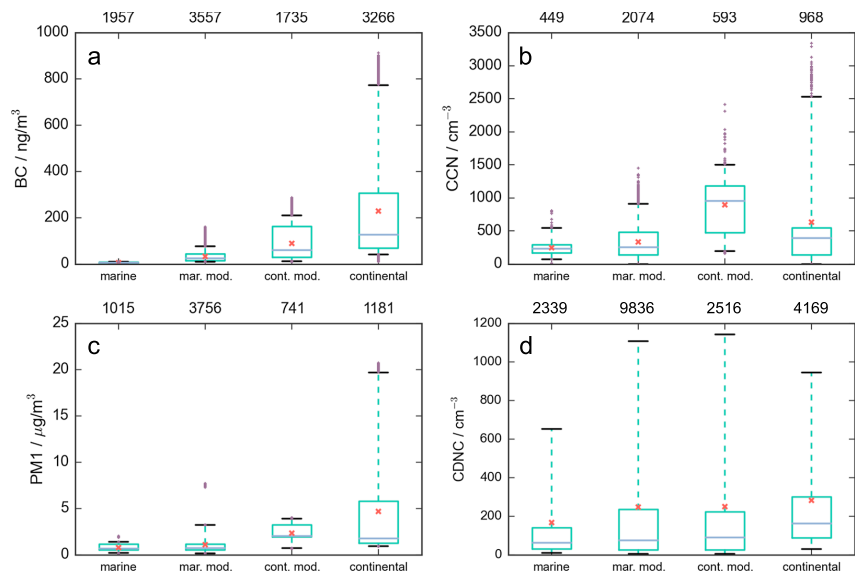 1957 3557 1735 3266
1000
800
600
400
200
0
BC / ng/m³
a
marine mar. mod. cont. mod. continental
449 2074 593 968
3500
3000
2500
2000
1500
1000
500
0
CCN / cm⁻³
b
marine mar. mod. cont. mod. continental
1015 3756 741 1181
25
20
15
10
5
0
PM1 / μg/m³
c
marine mar. mod. cont. mod. continental
2339 9836 2516 4169
1200
1000
800
600
400
200
0
CDNC / cm⁻³
d
marine mar. mod. cont. mod. continental